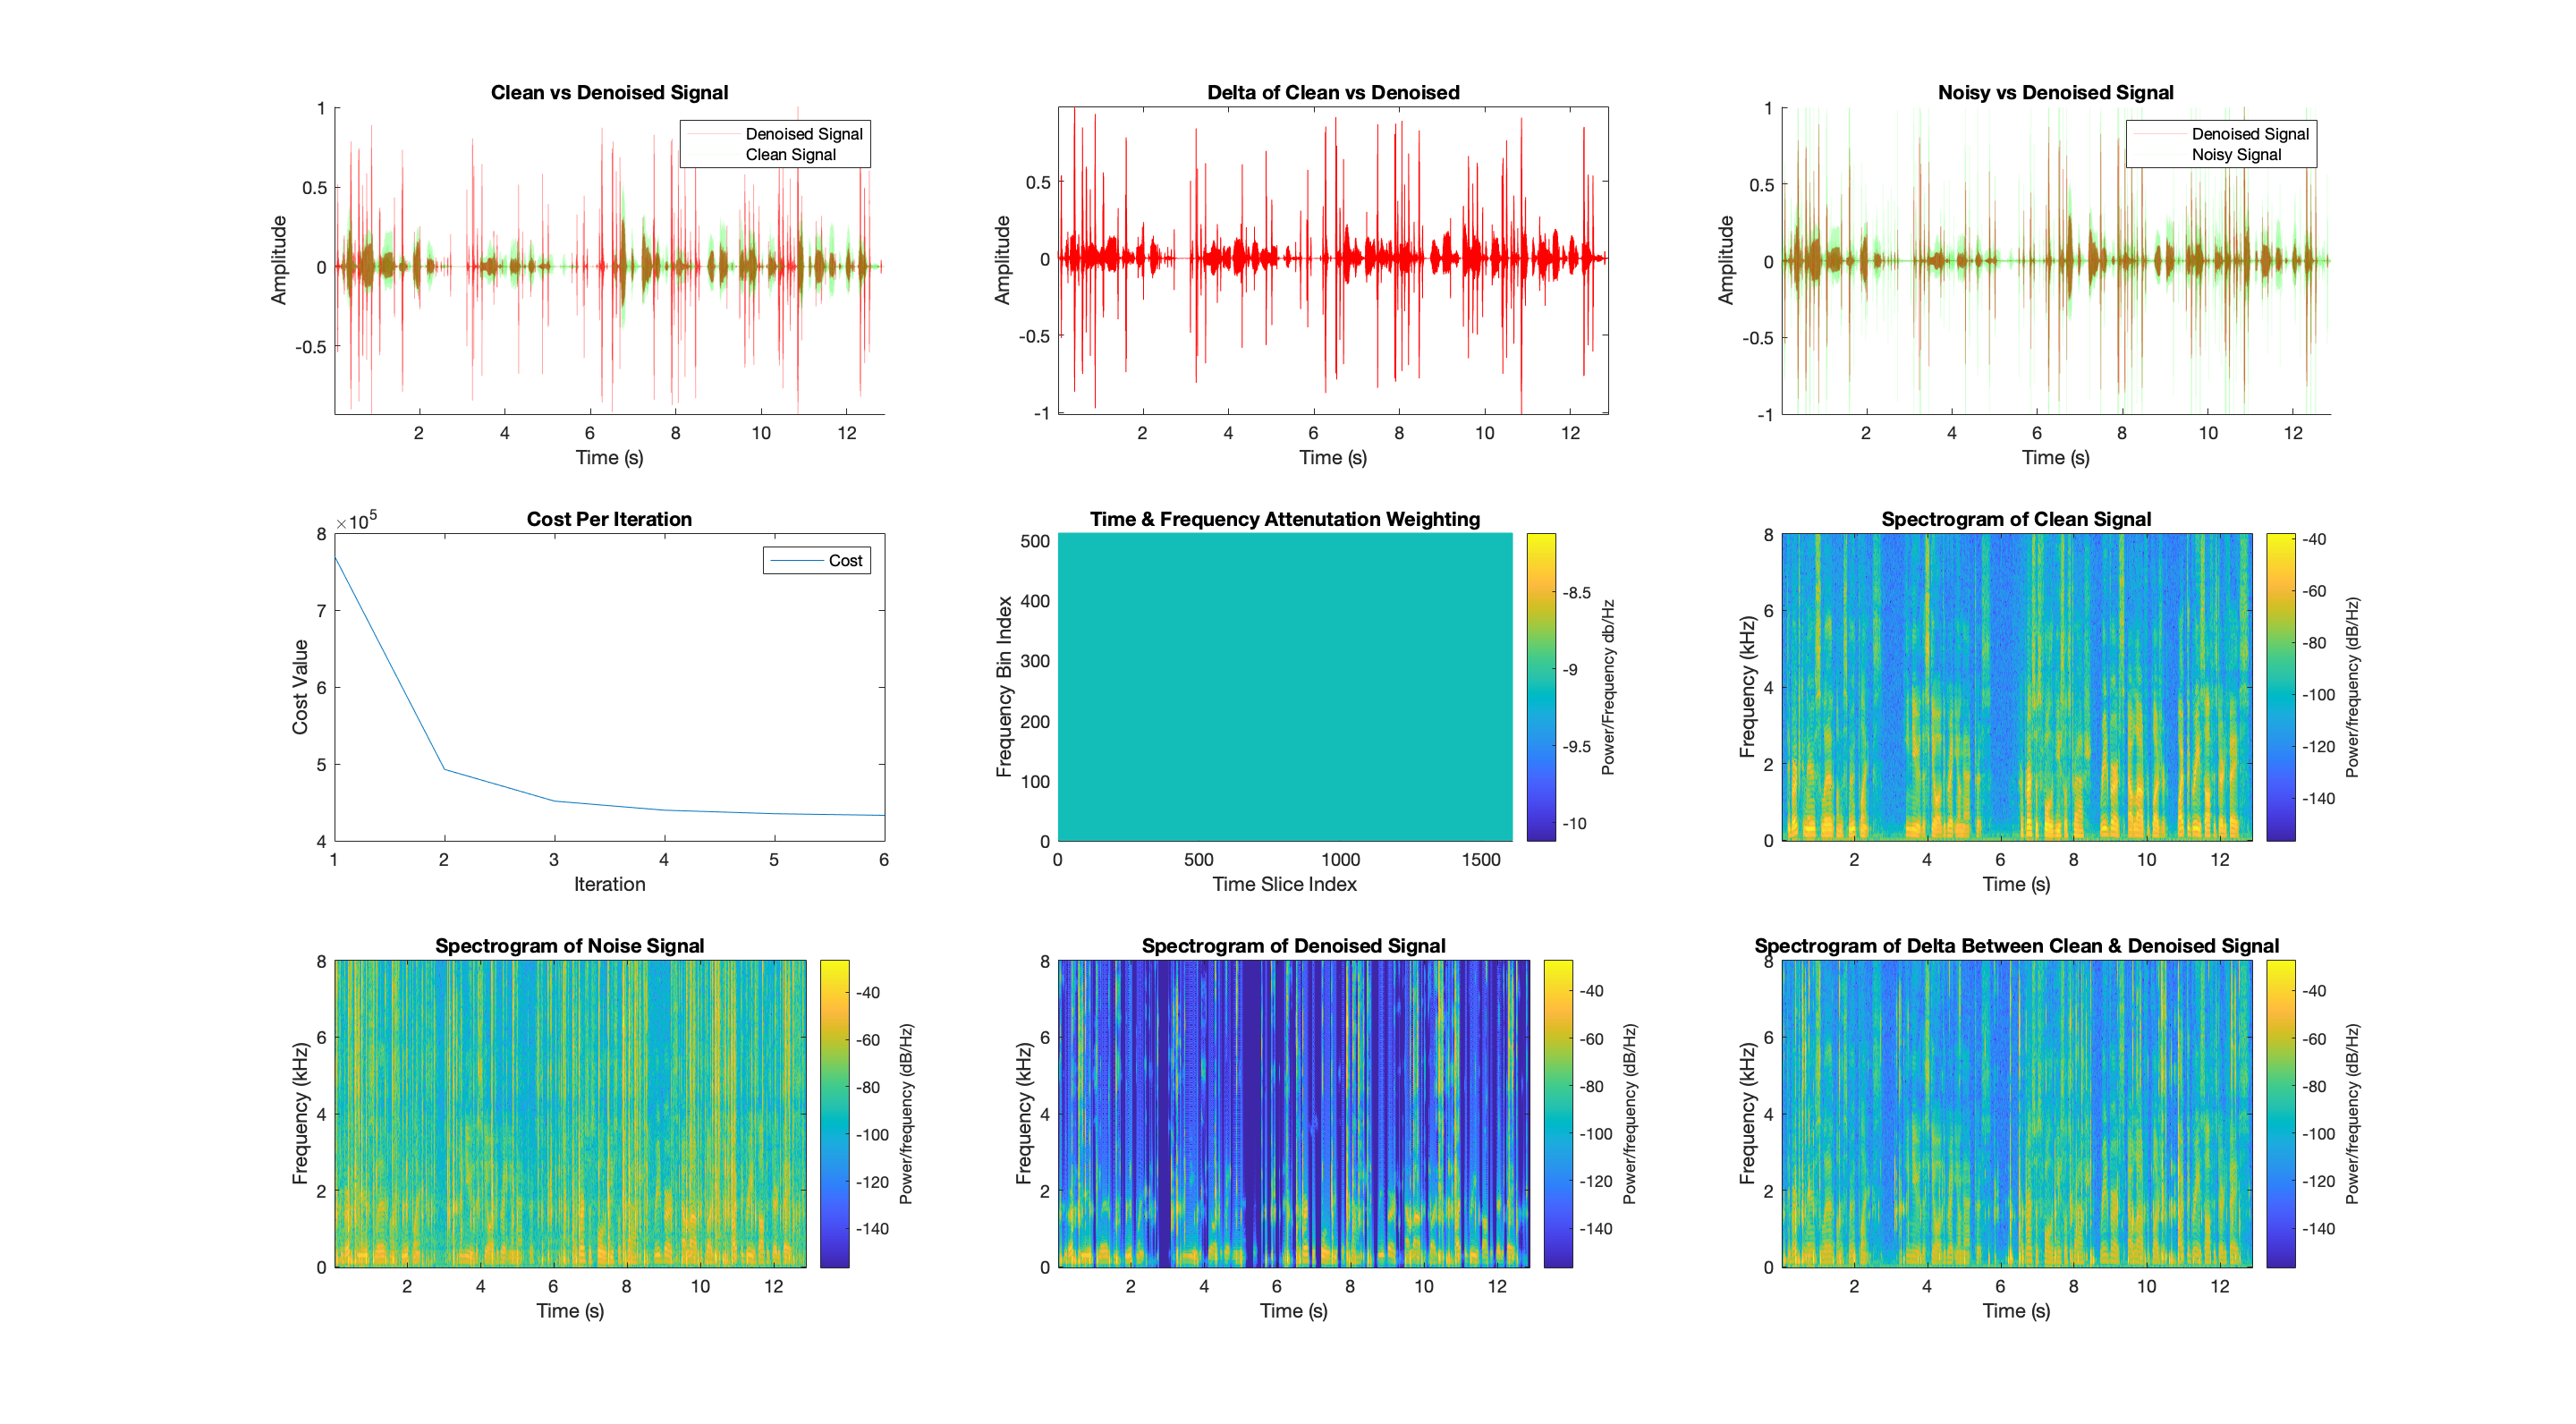 Clean vs Denoised Signal
1
0.5
0
-0.5
Amplitude
Denoised Signal
Clean Signal
2 4 6 8 10 12
Time (s)
Delta of Clean vs Denoised
0.5
0
-0.5
-1
Amplitude
2 4 6 8 10 12
Time (s)
Noisy vs Denoised Signal
1
0.5
0
-0.5
-1
Amplitude
Denoised Signal
Noisy Signal
2 4 6 8 10 12
Time (s)
Cost Per Iteration
×10^5
8
7
6
5
4
Cost Value
Cost
1 2 3 4 5 6
Iteration
Time & Frequency Attenutation Weighting
500
400
300
200
100
0
Frequency Bin Index
0 500 1000 1500
Time Slice Index
-8.5
-9
-9.5
-10
Power/Frequency db/Hz
Spectrogram of Clean Signal
8
6
4
2
0
Frequency (kHz)
2 4 6 8 10 12
Time (s)
-40
-60
-80
-100
-120
-140
Power/frequency (dB/Hz)
Spectrogram of Noise Signal
8
6
4
2
0
Frequency (kHz)
2 4 6 8 10 12
Time (s)
-40
-60
-80
-100
-120
-140
Power/frequency (dB/Hz)
Spectrogram of Denoised Signal
8
6
4
2
0
Frequency (kHz)
2 4 6 8 10 12
Time (s)
-40
-60
-80
-100
-120
-140
Power/frequency (dB/Hz)
Spectrogram of Delta Between Clean & Denoised Signal
8
6
4
2
0
Frequency (kHz)
2 4 6 8 10 12
Time (s)
-40
-60
-80
-100
-120
-140
Power/frequency (dB/Hz)